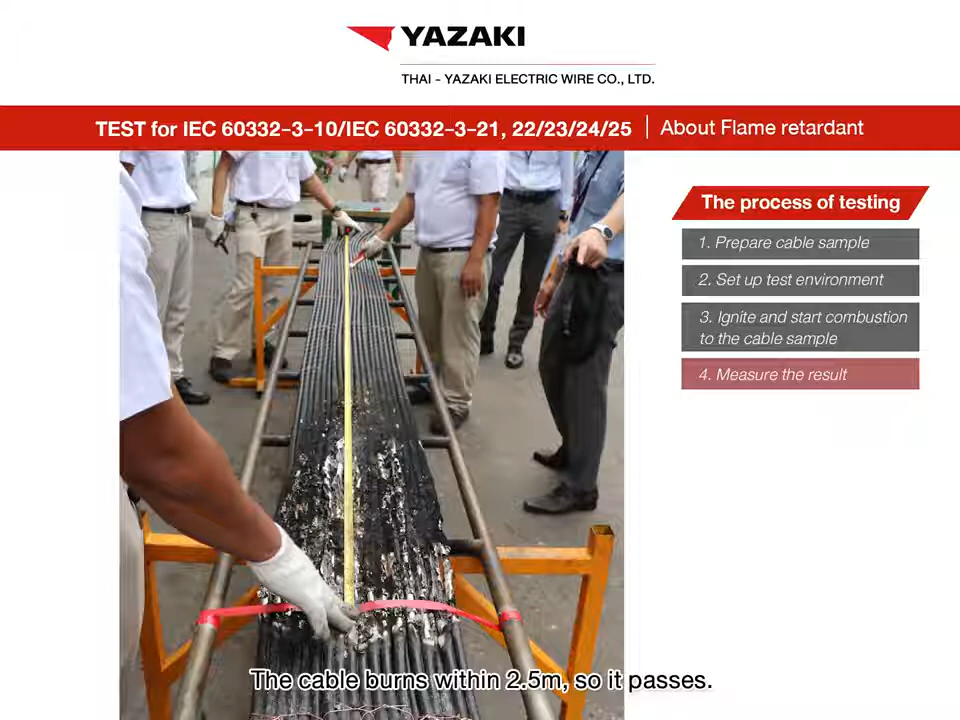 YAZAKI
THAI - YAZAKI ELECTRIC WIRE CO., LTD.
TEST for IEC 60332-3-10/IEC 60332-3-21, 22/23/24/25 | About Flame retardant
The process of testing
1. Prepare cable sample
2. Set up test environment
3. Ignite and start combustion
to the cable sample
4. Measure the result
The cable burns within 2.5m, so it passes.